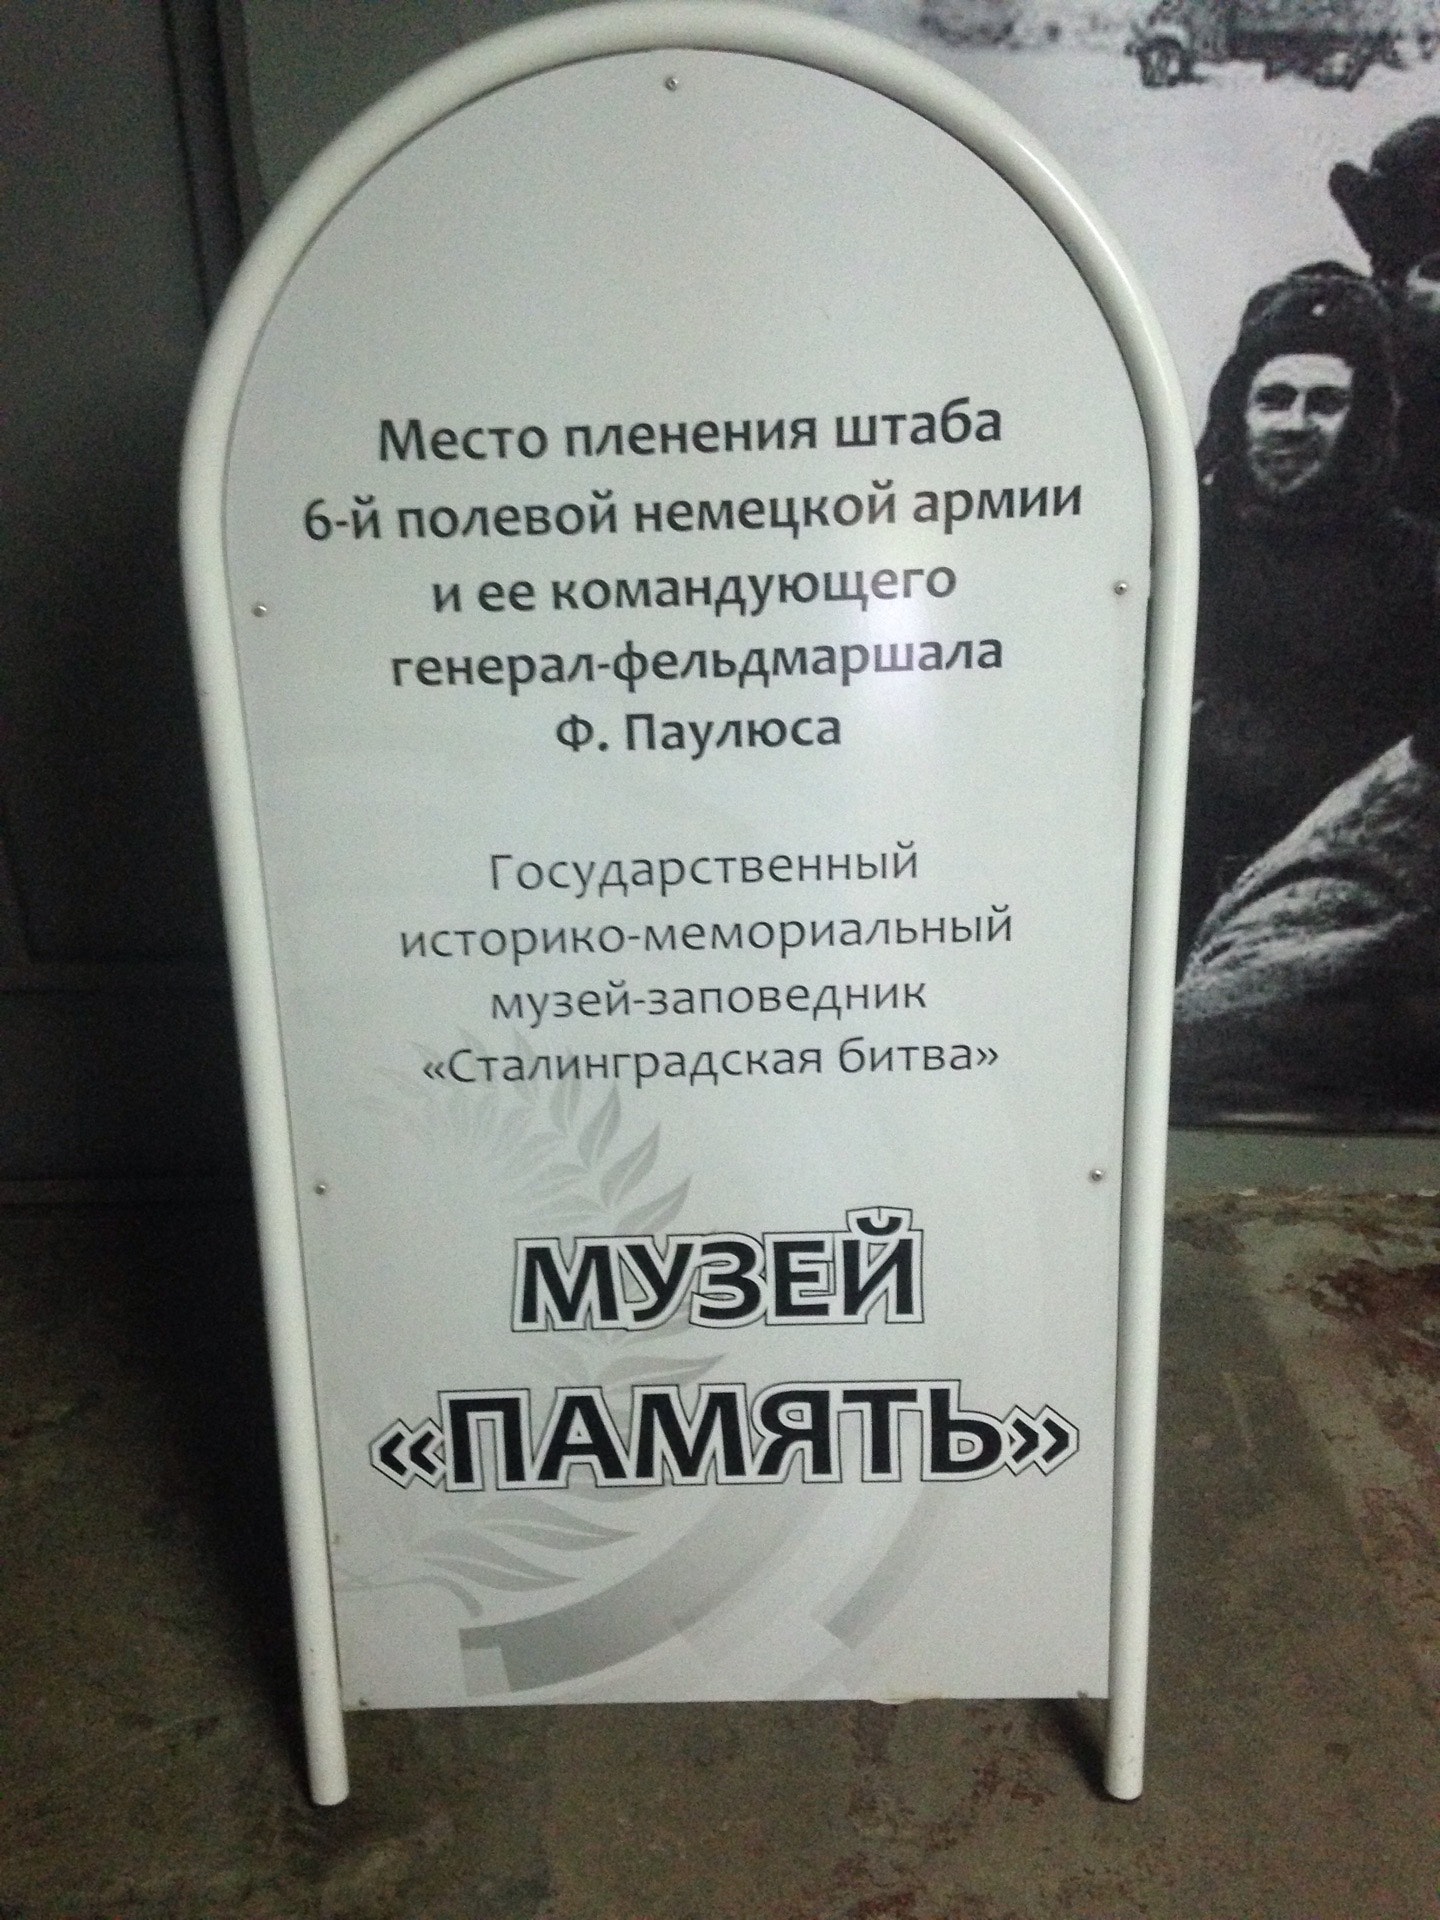 Место пленения штаба
6-й полевой немецкой армии
и ее командующего
генерал-фельдмаршала
Ф. Паулюса
Государственный
историко-мемориальный
музей-заповедник
«Сталинградская битва»
МУЗЕЙ
«ПАМЯТЬ»